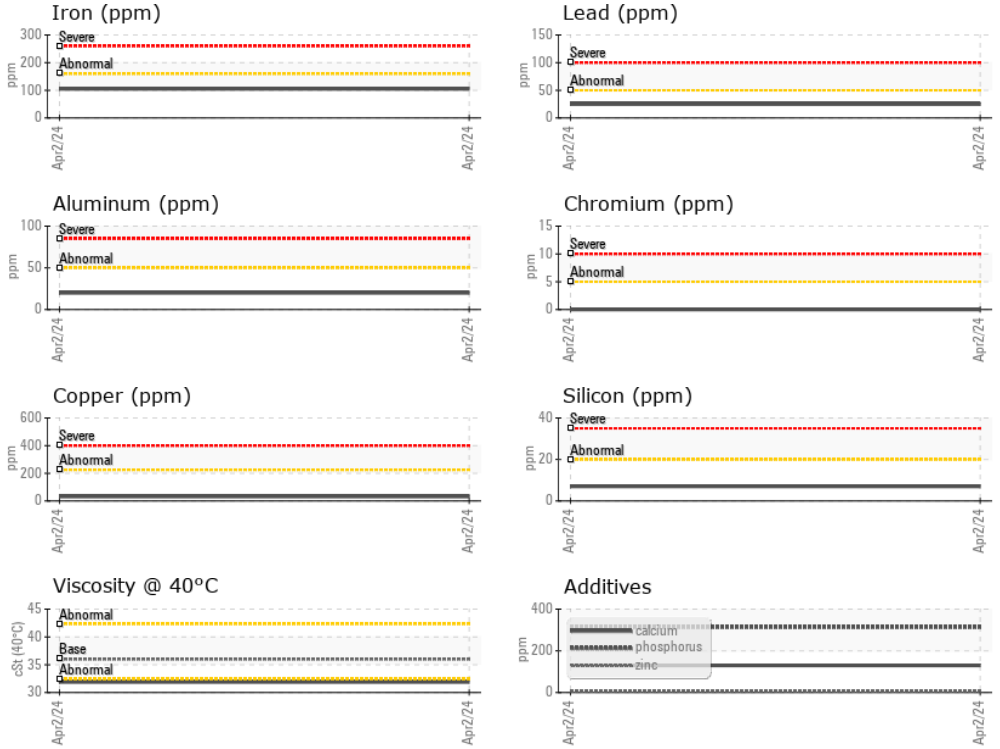 Iron (ppm)
300
200
100
0
ppm
Severe
Abnormal
Apr2/24
Apr2/24
Lead (ppm)
150
100
50
0
ppm
Severe
Abnormal
Apr2/24
Apr2/24
Aluminum (ppm)
100
50
0
ppm
Severe
Abnormal
Apr2/24
Apr2/24
Chromium (ppm)
15
10
5
0
ppm
Severe
Abnormal
Apr2/24
Apr2/24
Copper (ppm)
600
400
200
0
ppm
Severe
Abnormal
Apr2/24
Apr2/24
Silicon (ppm)
40
20
0
ppm
Severe
Abnormal
Apr2/24
Apr2/24
Viscosity @ 40°C
45
40
35
30
cSt (40°C)
Abnormal
Base
Abnormal
Apr2/24
Apr2/24
Additives
400
200
0
ppm
calcium
phosphorus
zinc
Apr2/24
Apr2/24